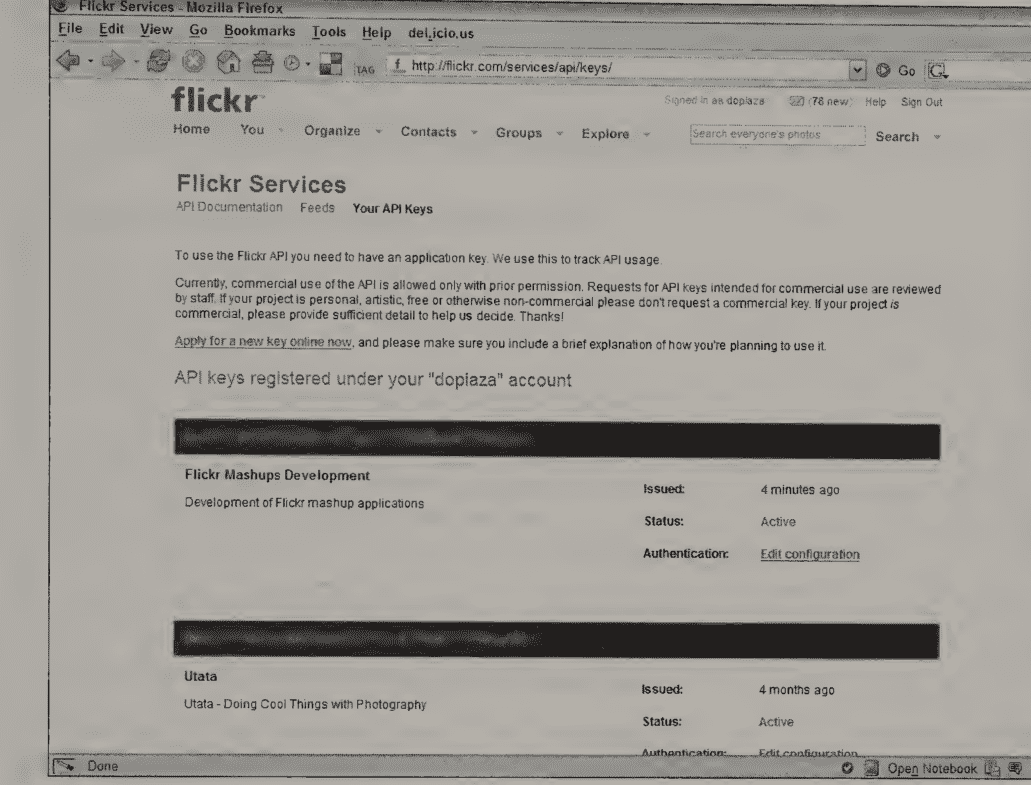 Flickr Services - Mozilla Firefox
File Edit View Go Bookmarks Tools Help del.icio.us
TAG http://flickr.com/services/api/keys/ Go
flickr Signed in as dopiaza (78 new) Help Sign Out
Home You Organize Contacts Groups Explore Search everyone's photos Search
Flickr Services
API Documentation Feeds Your API Keys
To use the Flickr API you need to have an application key. We use this to track API usage.
Currently, commercial use of the API is allowed only with prior permission. Requests for API keys intended for commercial use are reviewed
by staff. If your project is personal, artistic, free or otherwise non-commercial please don't request a commercial key. If your project is
commercial, please provide sufficient detail to help us decide. Thanks!
Apply for a new key online now, and please make sure you include a brief explanation of how you're planning to use it.
API keys registered under your "dopiaza" account
Flickr Mashups Development
Issued: 4 minutes ago
Development of Flickr mashup applications
Status: Active
Authentication: Edit configuration
Utata
Issued: 4 months ago
Utata - Doing Cool Things with Photography
Status: Active
Authentication: Edit configuration
Done Open Notebook